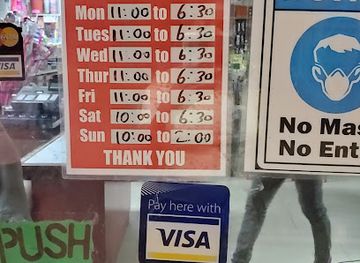 Mon 11:00 to 6:30
Tues 11:00 to 6:30
Wed 11:00 to 6:30
Thur 11:00 to 6:30
Fri 11:00 to 6:30
Sat 10:00 to 6:30
Sun 10:00 to 2:00
THANK YOU
VISA
No Mas
No Ent
Pay here with
VISA
PUSH